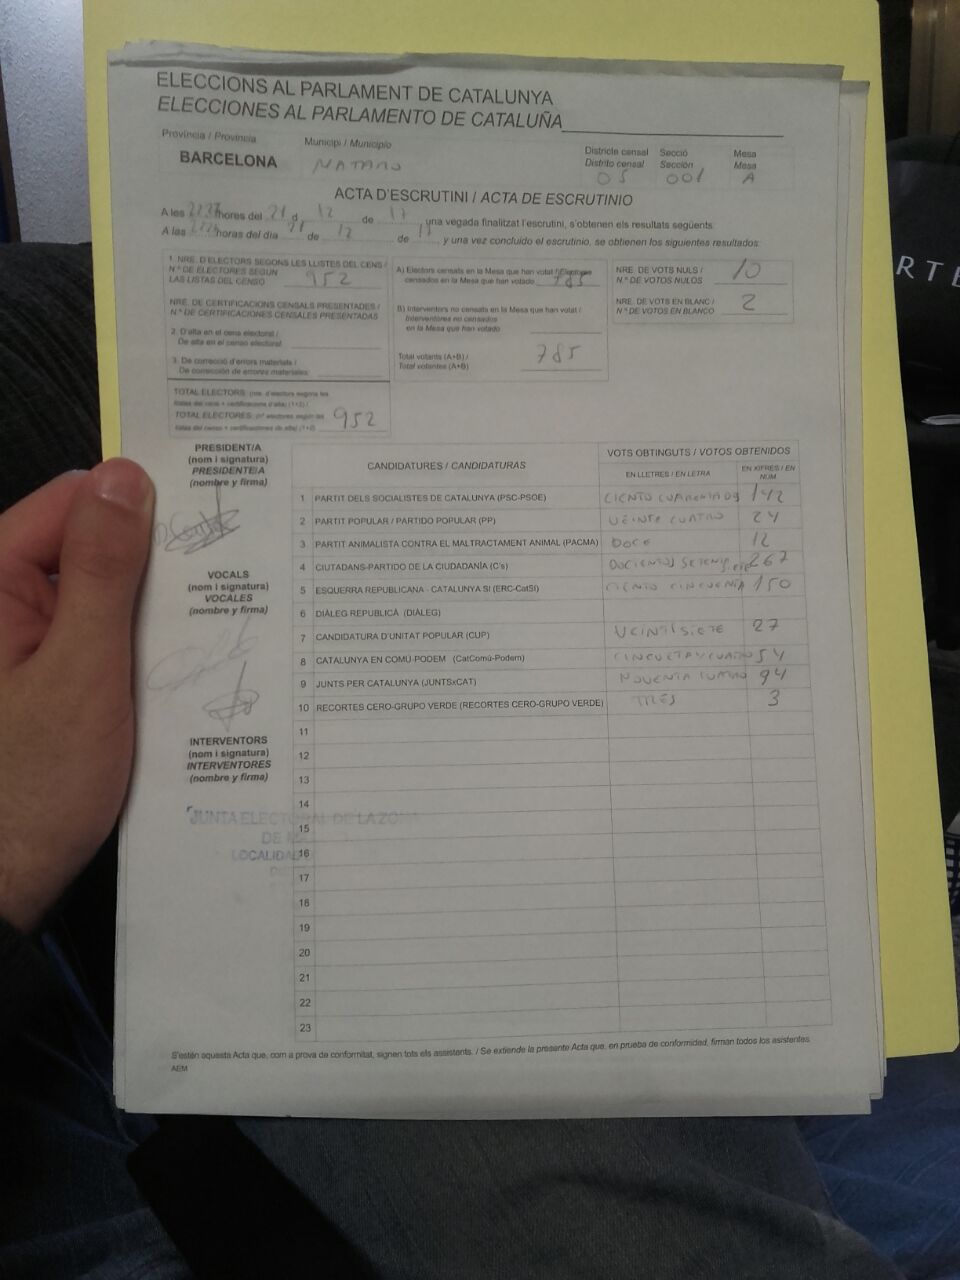 ELECCIONS AL PARLAMENT DE CATALUNYA
ELECCIONES AL PARLAMENTO DE CATALUÑA
Provincia / Provincia
Municipi / Municipio
Districte censal Secció Mesa
Distrito censal Sección Mesa
BARCELONA
MATARO
05 001 A
ACTA D'ESCRUTINI / ACTA DE ESCRUTINIO
A les hores del 21 d 12 de 17 una vegada finalitzat l'escrutini, s'obtenen els resultats següents:
A las horas del día 21 de 12 de 17, y una vez concluido el escrutinio, se obtienen los siguientes resultados:
1. NRE. D'ELECTORS SEGONS LES LLISTES DEL CENS /
N.º DE ELECTORES SEGÚN
LAS LISTAS DEL CENSO 952
NRE. DE CERTIFICACIONS CENSALS PRESENTADES /
N.º DE CERTIFICACIONES CENSALES PRESENTADAS
2. D'alta en el cens electoral /
De alta en el censo electoral
3. De correcció d'errors materials /
De corrección de errores materiales:
TOTAL ELECTORS: (nre. d'electors segons les
llistes del cens + certificacions d'alta) (1+2) /
TOTAL ELECTORES: (nº electores según las
listas del censo + certificaciones de alta) (1+2) 952
A) Electors censats en la Mesa que han votat / Electores
censados en la Mesa que han votado 785
B) Interventors no censats en la Mesa que han votat /
Interventores no censados
en la Mesa que han votado
Total votants (A+B) /
Total votantes (A+B) 785
NRE. DE VOTS NULS /
N.º DE VOTOS NULOS 10
NRE. DE VOTS EN BLANC /
N.º DE VOTOS EN BLANCO 2
PRESIDENT/A
(nom i signatura)
PRESIDENTE/A
(nombre y firma)
VOCALS
(nom i signatura)
VOCALES
(nombre y firma)
INTERVENTORS
(nom i signatura)
INTERVENTORES
(nombre y firma)
JUNTA ELECTORAL DE LA ZONA
DE
LOCALIDAD
CANDIDATURES / CANDIDATURAS
VOTS OBTINGUTS / VOTOS OBTENIDOS
EN LLETRES / EN LETRA
EN XIFRES / EN NÚM.
1 PARTIT DELS SOCIALISTES DE CATALUNYA (PSC-PSOE) CIENTO CUARENTADOS 142
2 PARTIT POPULAR / PARTIDO POPULAR (PP) VEINTE CUATRO 24
3 PARTIT ANIMALISTA CONTRA EL MALTRACTAMENT ANIMAL (PACMA) DOCE 12
4 CIUTADANS-PARTIDO DE LA CIUDADANÍA (C's) 267
5 ESQUERRA REPUBLICANA - CATALUNYA SÍ (ERC-CatSÍ) CIENTO CINCUENTA 150
6 DIÀLEG REPUBLICÀ (DIÀLEG)
7 CANDIDATURA D'UNITAT POPULAR (CUP) VEINTISIETE 27
8 CATALUNYA EN COMÚ-PODEM (CatComú-Podem) CINCUETAYCUATRO 54
9 JUNTS PER CATALUNYA (JUNTSxCAT) NOVENTA CUATRO 94
10 RECORTES CERO-GRUPO VERDE (RECORTES CERO-GRUPO VERDE) TRES 3
11
12
13
14
15
16
17
18
19
20
21
22
23
S'estén aquesta Acta que, com a prova de conformitat, signen tots els assistents. / Se extiende la presente Acta que, en prueba de conformidad, firman todos los asistentes.
AEM
RTE